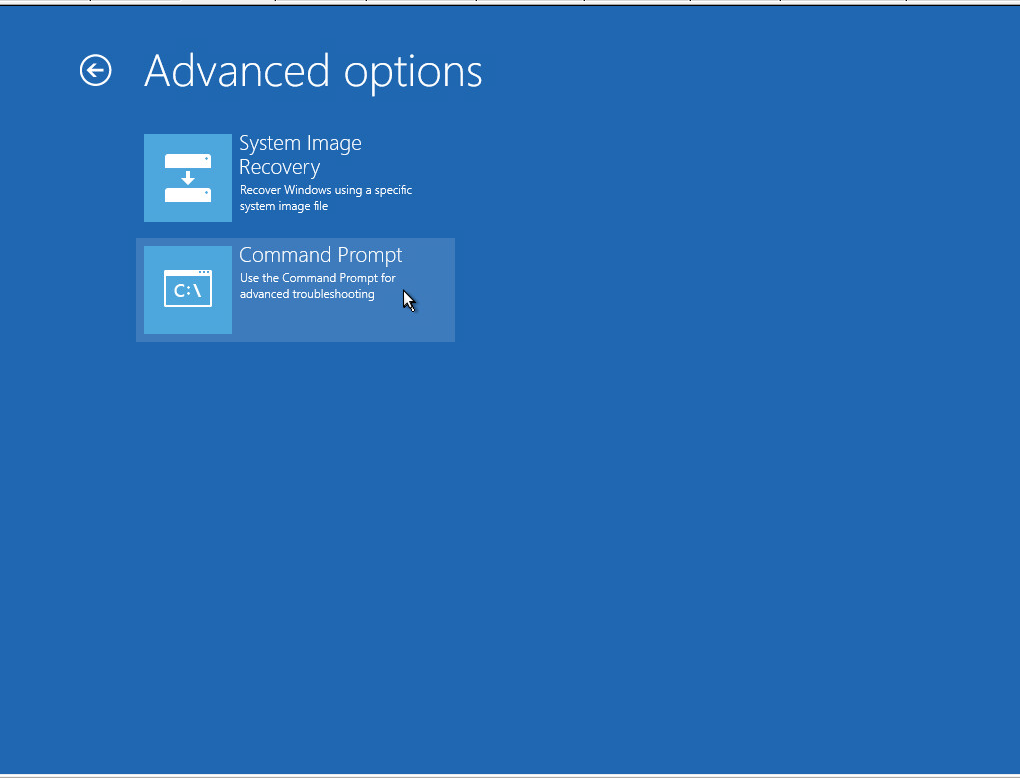 Advanced options
System Image
Recovery
Recover Windows using a specific
system image file
Command Prompt
C:\
Use the Command Prompt for
advanced troubleshooting